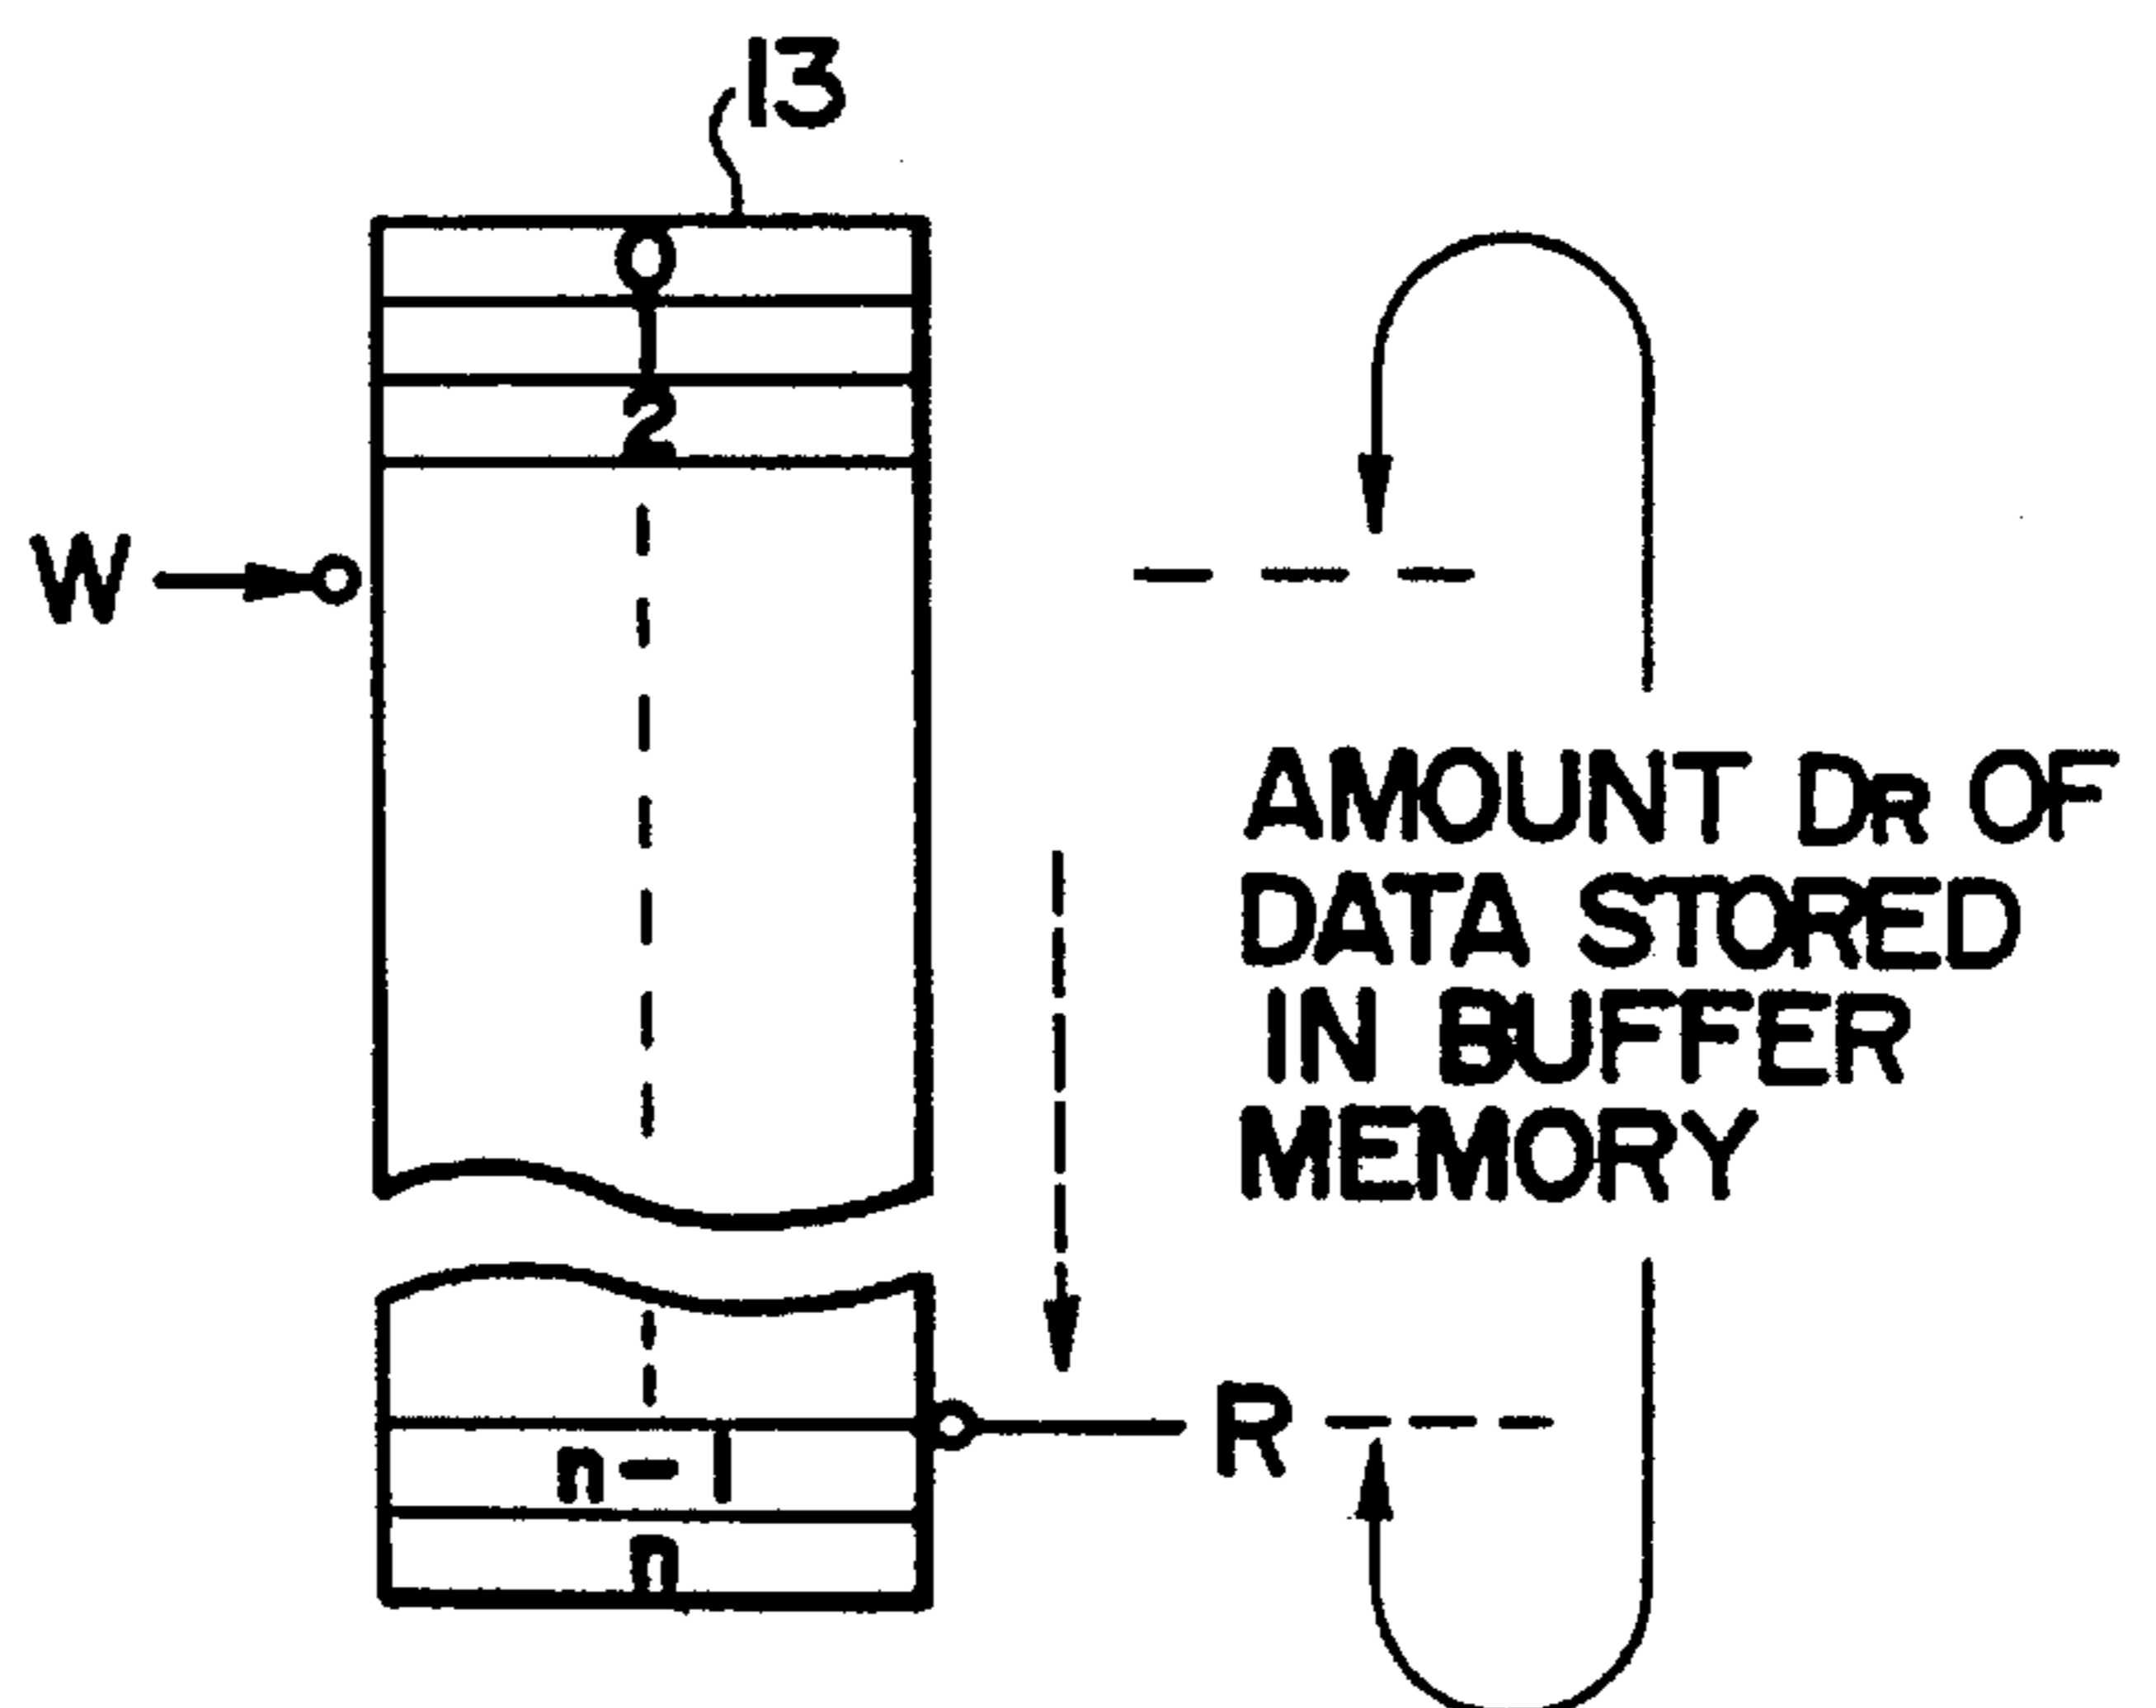 13
0
1
2
W
AMOUNT DR OF
DATA STORED
IN BUFFER
MEMORY
R
n-1
n